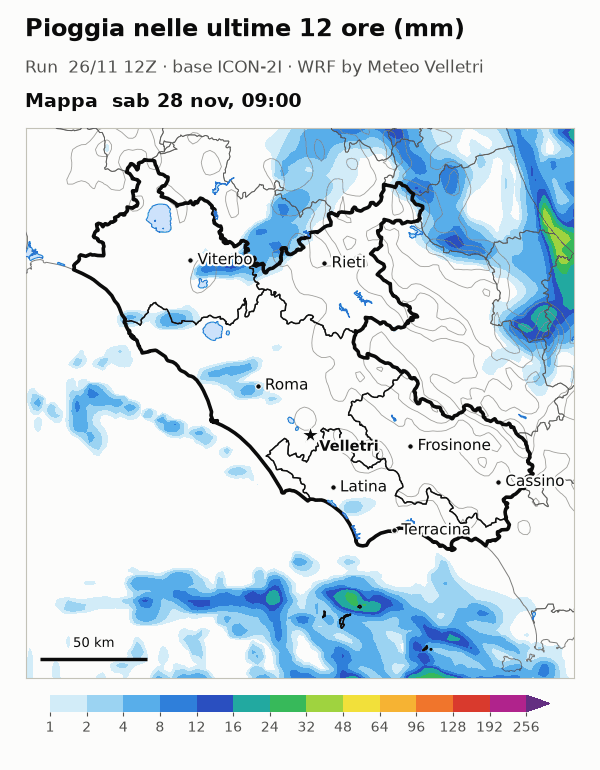 Pioggia nelle ultime 12 ore (mm)
Run  26/11 12Z · base ICON-2I · WRF by Meteo Velletri
Mappa  sab 28 nov, 09:00
Viterbo
Rieti
Roma
Velletri
Frosinone
Latina
Cassino
Terracina
50 km
1 2 4 8 12 16 24 32 48 64 96 128 192 256